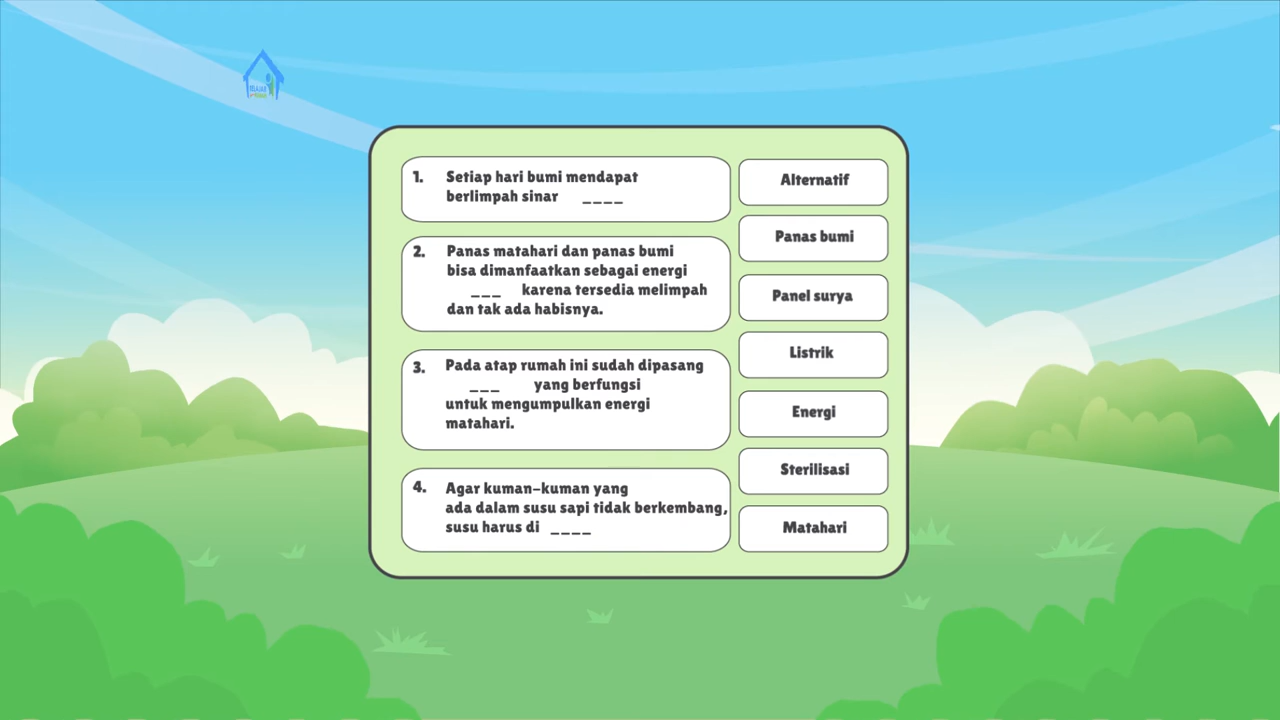 1. Setiap hari bumi mendapat
berlimpah sinar ____
2. Panas matahari dan panas bumi
bisa dimanfaatkan sebagai energi
___ karena tersedia melimpah
dan tak ada habisnya.
3. Pada atap rumah ini sudah dipasang
___ yang berfungsi
untuk mengumpulkan energi
matahari.
4. Agar kuman-kuman yang
ada dalam susu sapi tidak berkembang,
susu harus di ____
Alternatif
Panas bumi
Panel surya
Listrik
Energi
Sterilisasi
Matahari